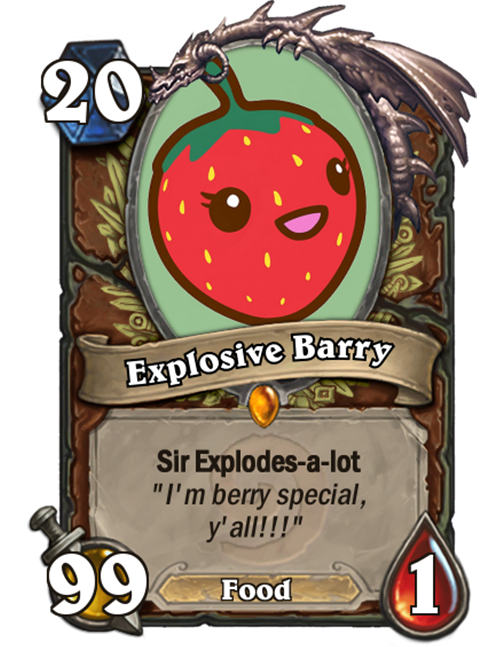 20
Explosive Barry
Sir Explodes-a-lot
"I'm berry special,
y'all!!!"
99
Food
1